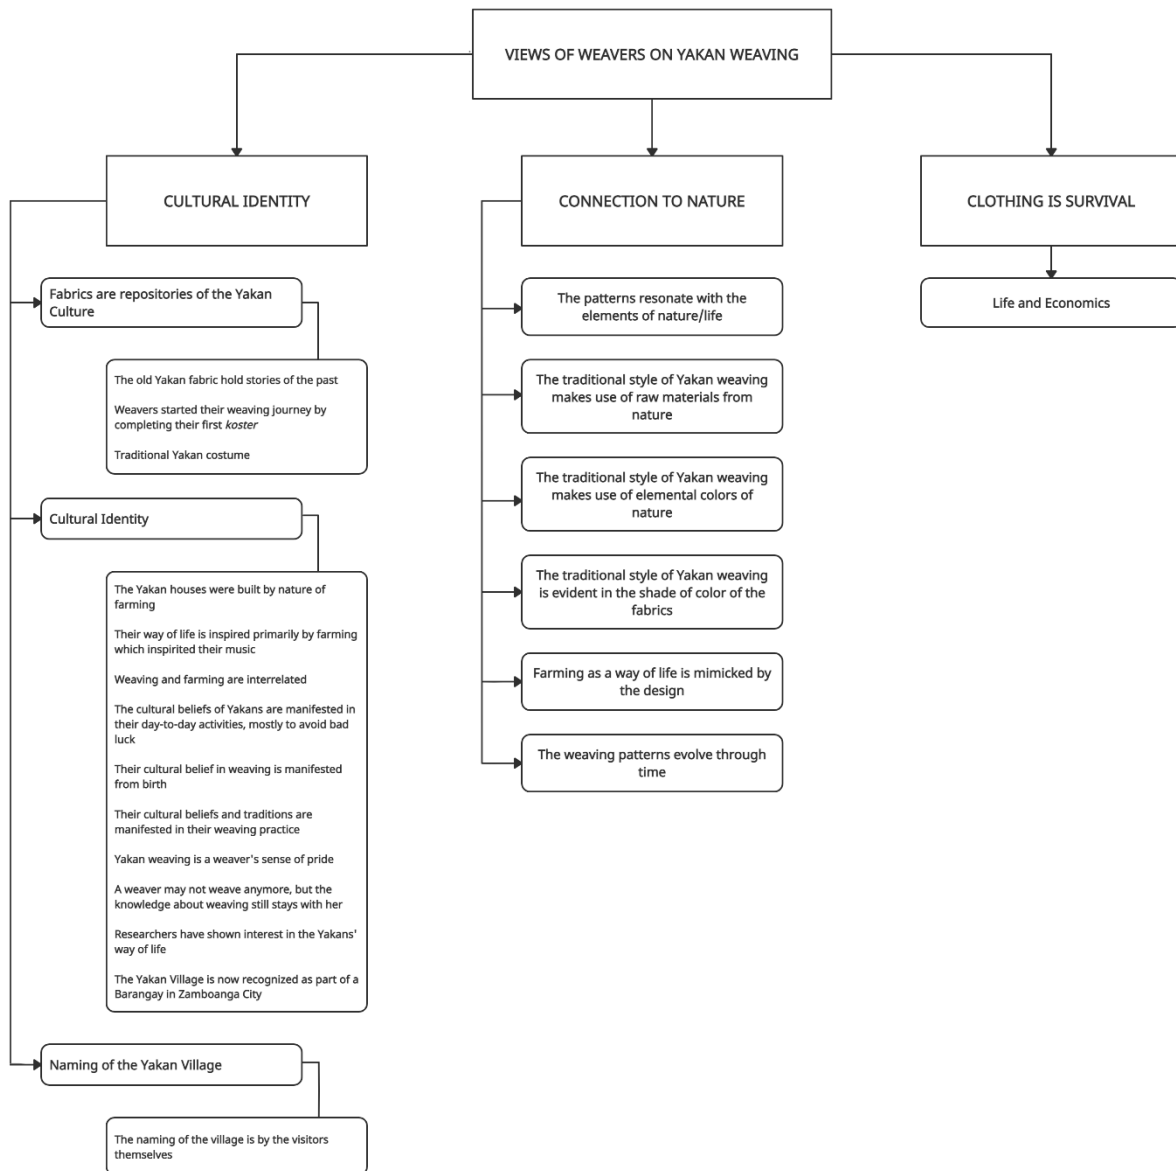 VIEWS OF WEAVERS ON YAKAN WEAVING
CULTURAL IDENTITY
Fabrics are repositories of the Yakan
Culture
The old Yakan fabric hold stories of the past
Weavers started their weaving journey by
completing their first koster
Traditional Yakan costume
Cultural Identity
The Yakan houses were built by nature of
farming
Their way of life is inspired primarily by farming
which inspirited their music
Weaving and farming are interrelated
The cultural beliefs of Yakans are manifested in
their day-to-day activities, mostly to avoid bad
luck
Their cultural belief in weaving is manifested
from birth
Their cultural beliefs and traditions are
manifested in their weaving practice
Yakan weaving is a weaver's sense of pride
A weaver may not weave anymore, but the
knowledge about weaving still stays with her
Researchers have shown interest in the Yakans'
way of life
The Yakan Village is now recognized as part of a
Barangay in Zamboanga City
Naming of the Yakan Village
The naming of the village is by the visitors
themselves
CONNECTION TO NATURE
The patterns resonate with the
elements of nature/life
The traditional style of Yakan weaving
makes use of raw materials from
nature
The traditional style of Yakan weaving
makes use of elemental colors of
nature
The traditional style of Yakan weaving
is evident in the shade of color of the
fabrics
Farming as a way of life is mimicked by
the design
The weaving patterns evolve through
time
CLOTHING IS SURVIVAL
Life and Economics